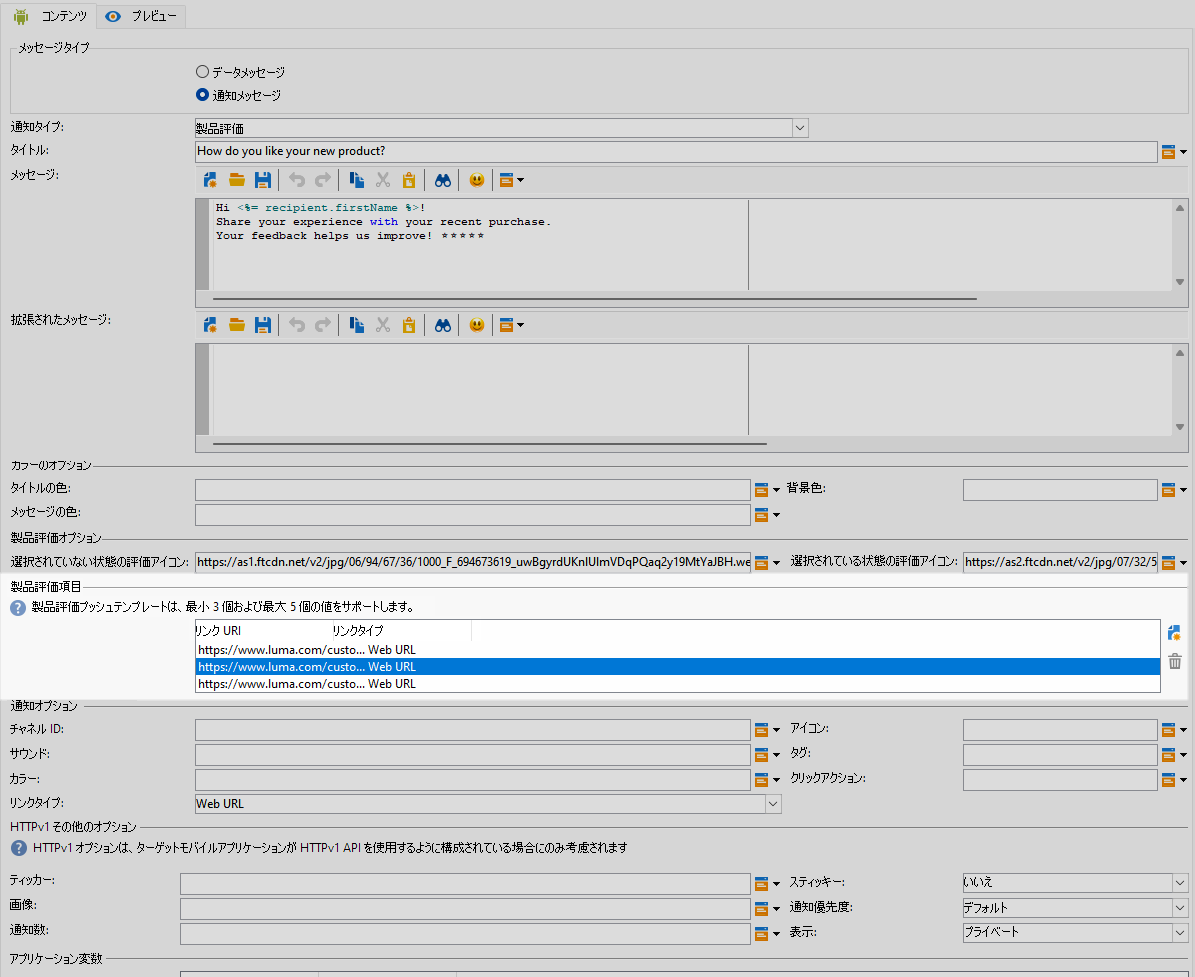 コンテンツ プレビュー
メッセージタイプ
データメッセージ
通知メッセージ
通知タイプ: 製品評価
タイトル: How do you like your new product?
メッセージ:
Hi <%= recipient.firstName %>!
Share your experience with your recent purchase.
Your feedback helps us improve! ★★★★★
拡張されたメッセージ:
カラーのオプション
タイトルの色: 背景色:
メッセージの色:
製品評価オプション
選択されていない状態の評価アイコン: https://as1.ftcdn.net/v2/jpg/06/94/67/36/1000_F_694673619_uwBgyrdUKnIUImVDqPQaq2y19MtYaJBH.we 選択されている状態の評価アイコン: https://as2.ftcdn.net/v2/jpg/07/32/5
製品評価項目
製品評価プッシュテンプレートは、最小 3 個および最大 5 個の値をサポートします。
リンク URI リンクタイプ
https://www.luma.com/custo... Web URL
https://www.luma.com/custo... Web URL
https://www.luma.com/custo... Web URL
通知オプション
チャネル ID: アイコン:
サウンド: タグ:
カラー: クリックアクション:
リンクタイプ: Web URL
HTTPv1 その他のオプション
HTTPv1 オプションは、ターゲットモバイルアプリケーションが HTTPv1 API を使用するように構成されている場合にのみ考慮されます
ティッカー: スティッキー: いいえ
画像: 通知優先度: デフォルト
通知数: 表示: プライベート
アプリケーション変数